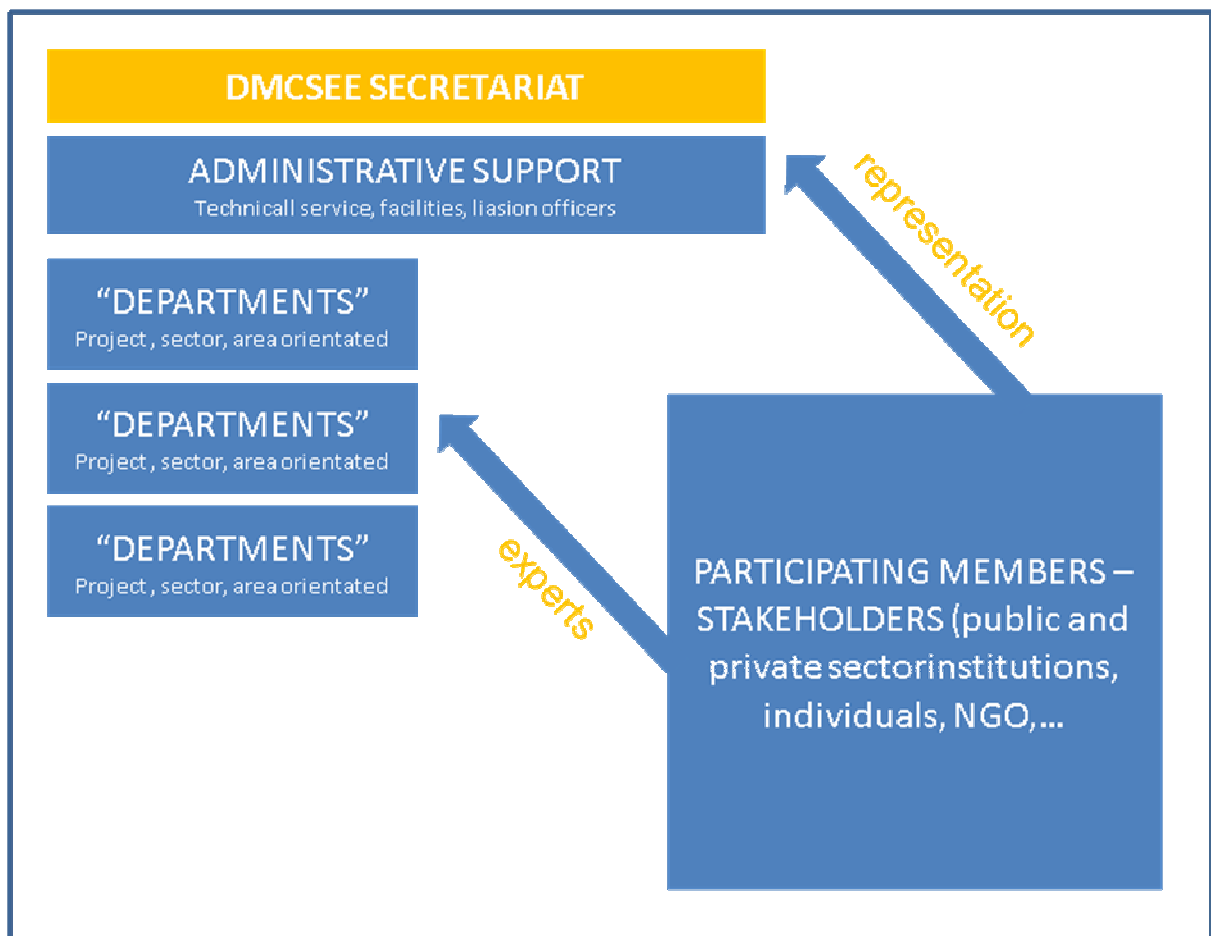 DMCSEE SECRETARIAT
ADMINISTRATIVE SUPPORT
Technicall service, facilities, liasion officers
representation
“DEPARTMENTS”
Project , sector, area orientated
“DEPARTMENTS”
Project , sector, area orientated
“DEPARTMENTS”
Project , sector, area orientated
experts
PARTICIPATING MEMBERS –
STAKEHOLDERS (public and
private sectorinstitutions,
individuals, NGO,...